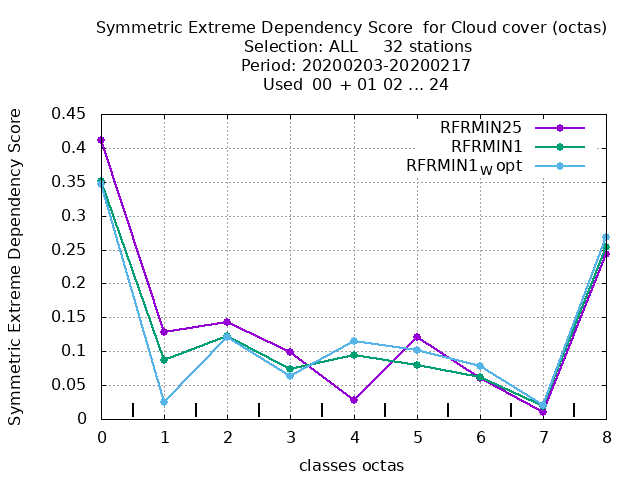 Symmetric Extreme Dependency Score for Cloud cover (octas)
Selection: ALL 32 stations
Period: 20200203-20200217
Used 00 + 01 02 ... 24
Symmetric Extreme Dependency Score
0.45
0.4
0.35
0.3
0.25
0.2
0.15
0.1
0.05
0
RFRMIN25
RFRMIN1
RFRMIN1W opt
0 1 2 3 4 5 6 7 8
classes octas